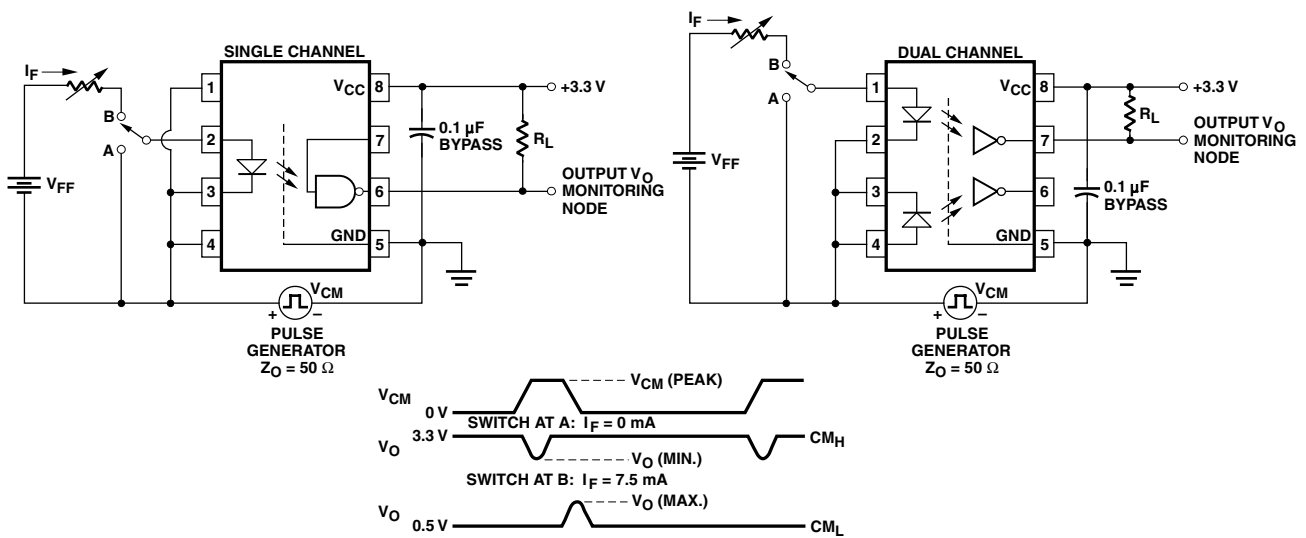 SINGLE CHANNEL
I_F
B
A
V_FF
1
2
3
4
V_CC
8
7
6
GND
5
0.1 µF
BYPASS
R_L
+3.3 V
OUTPUT V_O
MONITORING
NODE
V_CM
+ −
PULSE
GENERATOR
Z_O = 50 Ω
DUAL CHANNEL
I_F
B
A
V_FF
1
2
3
4
V_CC
8
7
6
GND
5
R_L
+3.3 V
OUTPUT V_O
MONITORING
NODE
0.1 µF
BYPASS
V_CM
+ −
PULSE
GENERATOR
Z_O = 50 Ω
V_CM
V_CM (PEAK)
0 V
SWITCH AT A: I_F = 0 mA
V_O
3.3 V
CM_H
V_O (MIN.)
SWITCH AT B: I_F = 7.5 mA
V_O (MAX.)
V_O
0.5 V
CM_L